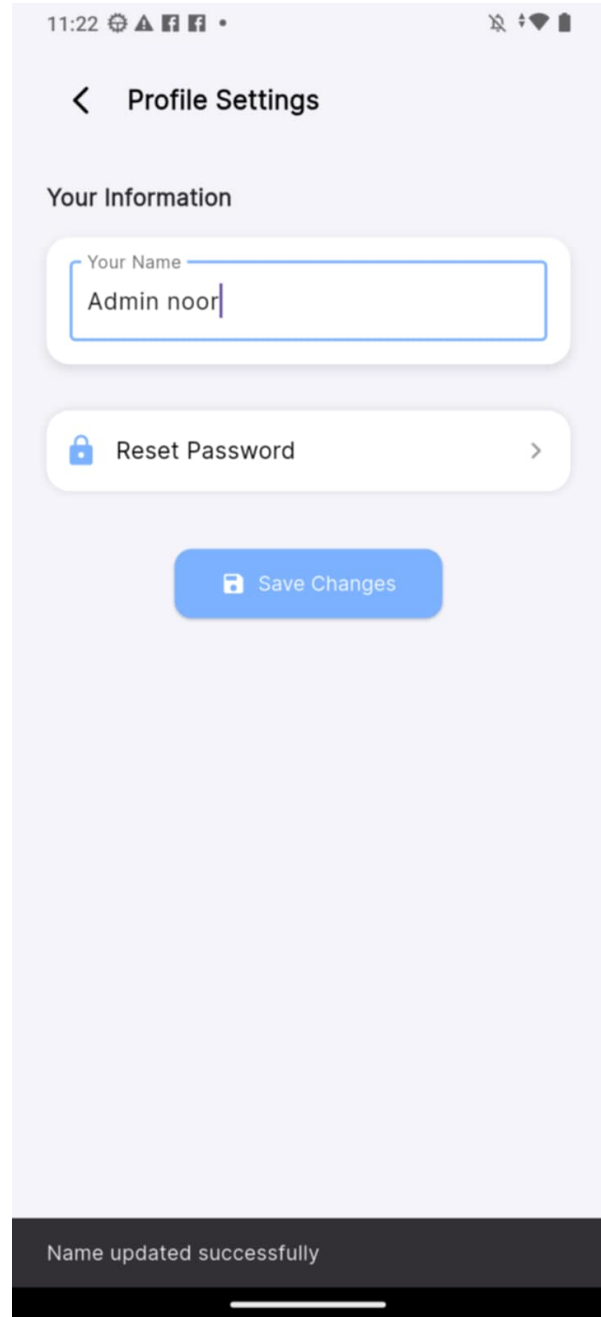 11:22
Profile Settings
Your Information
Your Name
Admin noor
Reset Password
Save Changes
Name updated successfully